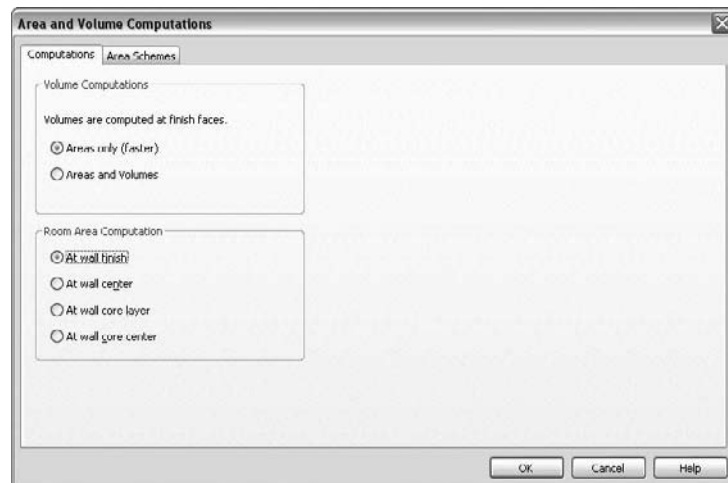 Area and Volume Computations
Computations Area Schemes
Volume Computations
Volumes are computed at finish faces.
Areas only (faster)
Areas and Volumes
Room Area Computation
At wall finish
At wall center
At wall core layer
At wall core center
OK Cancel Help